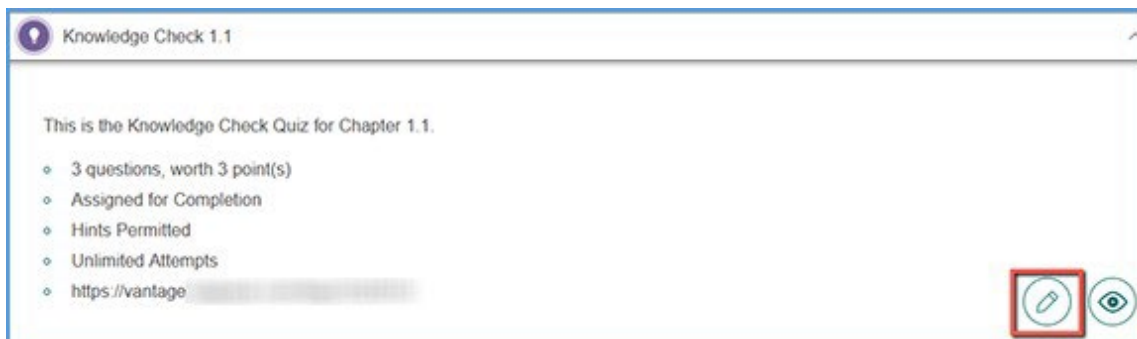 Knowledge Check 1.1
This is the Knowledge Check Quiz for Chapter 1.1.
3 questions, worth 3 point(s)
Assigned for Completion
Hints Permitted
Unlimited Attempts
https://vantage